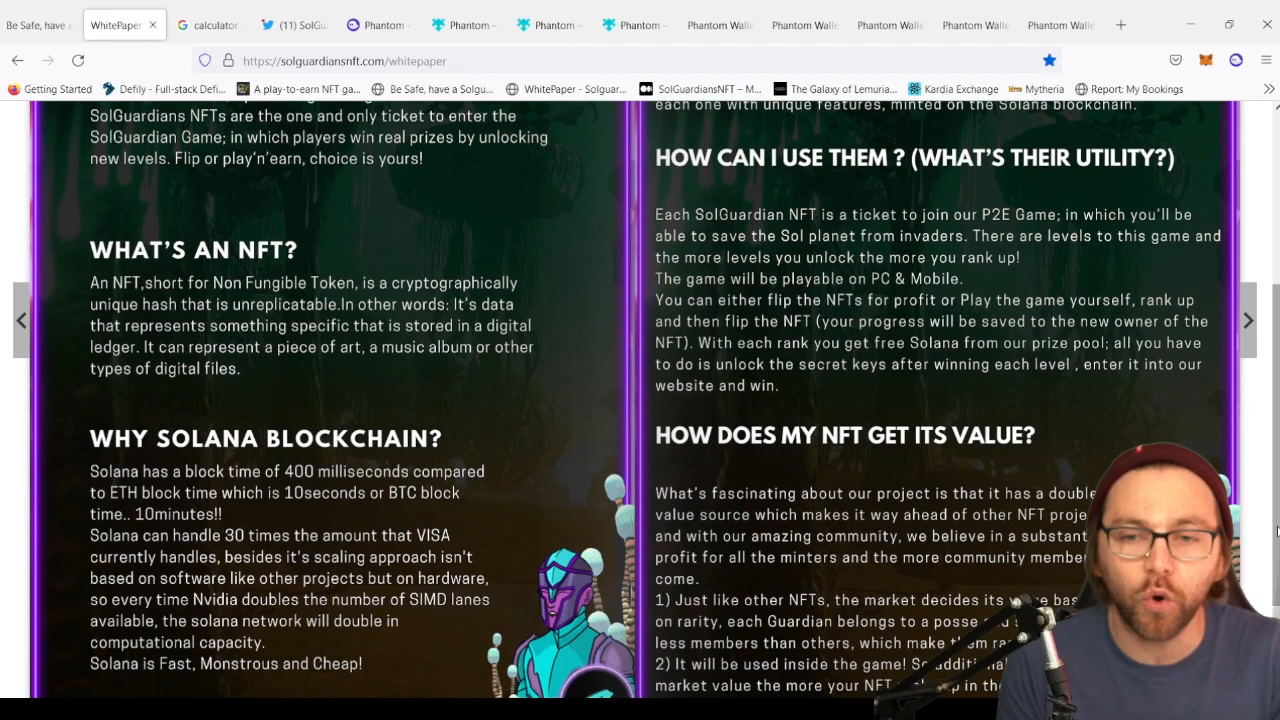 Be Safe, have a
WhitePaper
calculator
(11) SolGu
Phantom –
Phantom –
Phantom –
Phantom –
Phantom Walle
Phantom Walle
Phantom Walle
Phantom Walle
Phantom Walle
https://solguardiansnft.com/whitepaper
Getting Started
Defily - Full-stack Defi...
A play-to-earn NFT ga...
Be Safe, have a Solgu...
WhitePaper - Solguar...
SolGuardiansNFT – M...
The Galaxy of Lemuria...
Kardia Exchange
Mytheria
Report: My Bookings
SolGuardians NFTs are the one and only ticket to enter the
SolGuardian Game; in which players win real prizes by unlocking
new levels. Flip or play'n'earn, choice is yours!
WHAT'S AN NFT?
An NFT,short for Non Fungible Token, is a cryptographically
unique hash that is unreplicatable.In other words: It's data
that represents something specific that is stored in a digital
ledger. It can represent a piece of art, a music album or other
types of digital files.
WHY SOLANA BLOCKCHAIN?
Solana has a block time of 400 milliseconds compared
to ETH block time which is 10seconds or BTC block
time.. 10minutes!!
Solana can handle 30 times the amount that VISA
currently handles, besides it's scaling approach isn't
based on software like other projects but on hardware,
so every time Nvidia doubles the number of SIMD lanes
available, the solana network will double in
computational capacity.
Solana is Fast, Monstrous and Cheap!
each one with unique features, minted on the Solana blockchain.
HOW CAN I USE THEM ? (WHAT'S THEIR UTILITY?)
Each SolGuardian NFT is a ticket to join our P2E Game; in which you'll be
able to save the Sol planet from invaders. There are levels to this game and
the more levels you unlock the more you rank up!
The game will be playable on PC & Mobile.
You can either flip the NFTs for profit or Play the game yourself, rank up
and then flip the NFT (your progress will be saved to the new owner of the
NFT). With each rank you get free Solana from our prize pool; all you have
to do is unlock the secret keys after winning each level , enter it into our
website and win.
HOW DOES MY NFT GET ITS VALUE?
What's fascinating about our project is that it has a double
value source which makes it way ahead of other NFT proje
and with our amazing community, we believe in a substant
profit for all the minters and the more community membe
come.
1) Just like other NFTs, the market decides its value bas
on rarity, each Guardian belongs to a posse and
less members than others, which make them rar
2) It will be used inside the game! So
market value the more your NFT